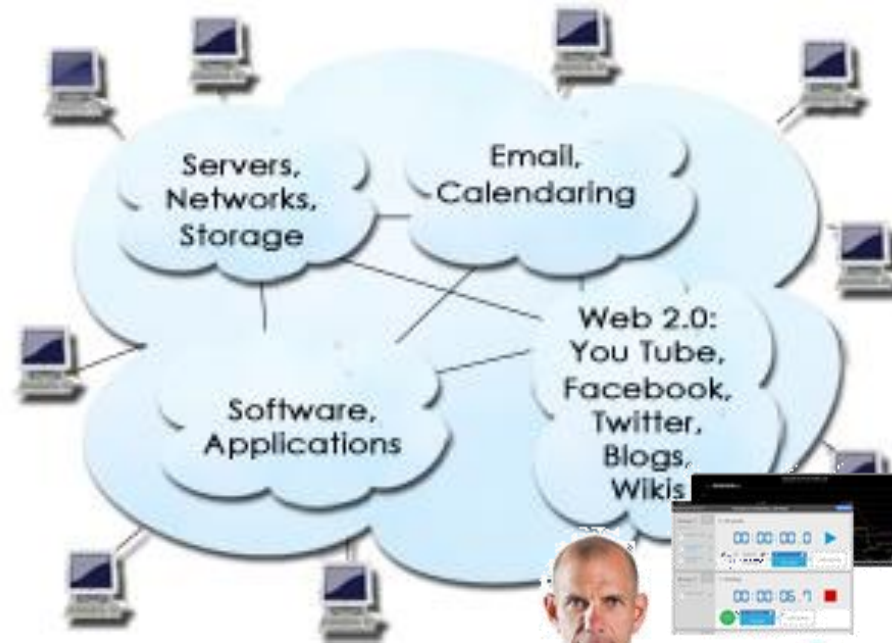 Servers,
Networks,
Storage
Email,
Calendaring
Web 2.0:
You Tube,
Facebook,
Twitter,
Blogs,
Wikis
Software,
Applications
00:00:00.0
00:00:06.7